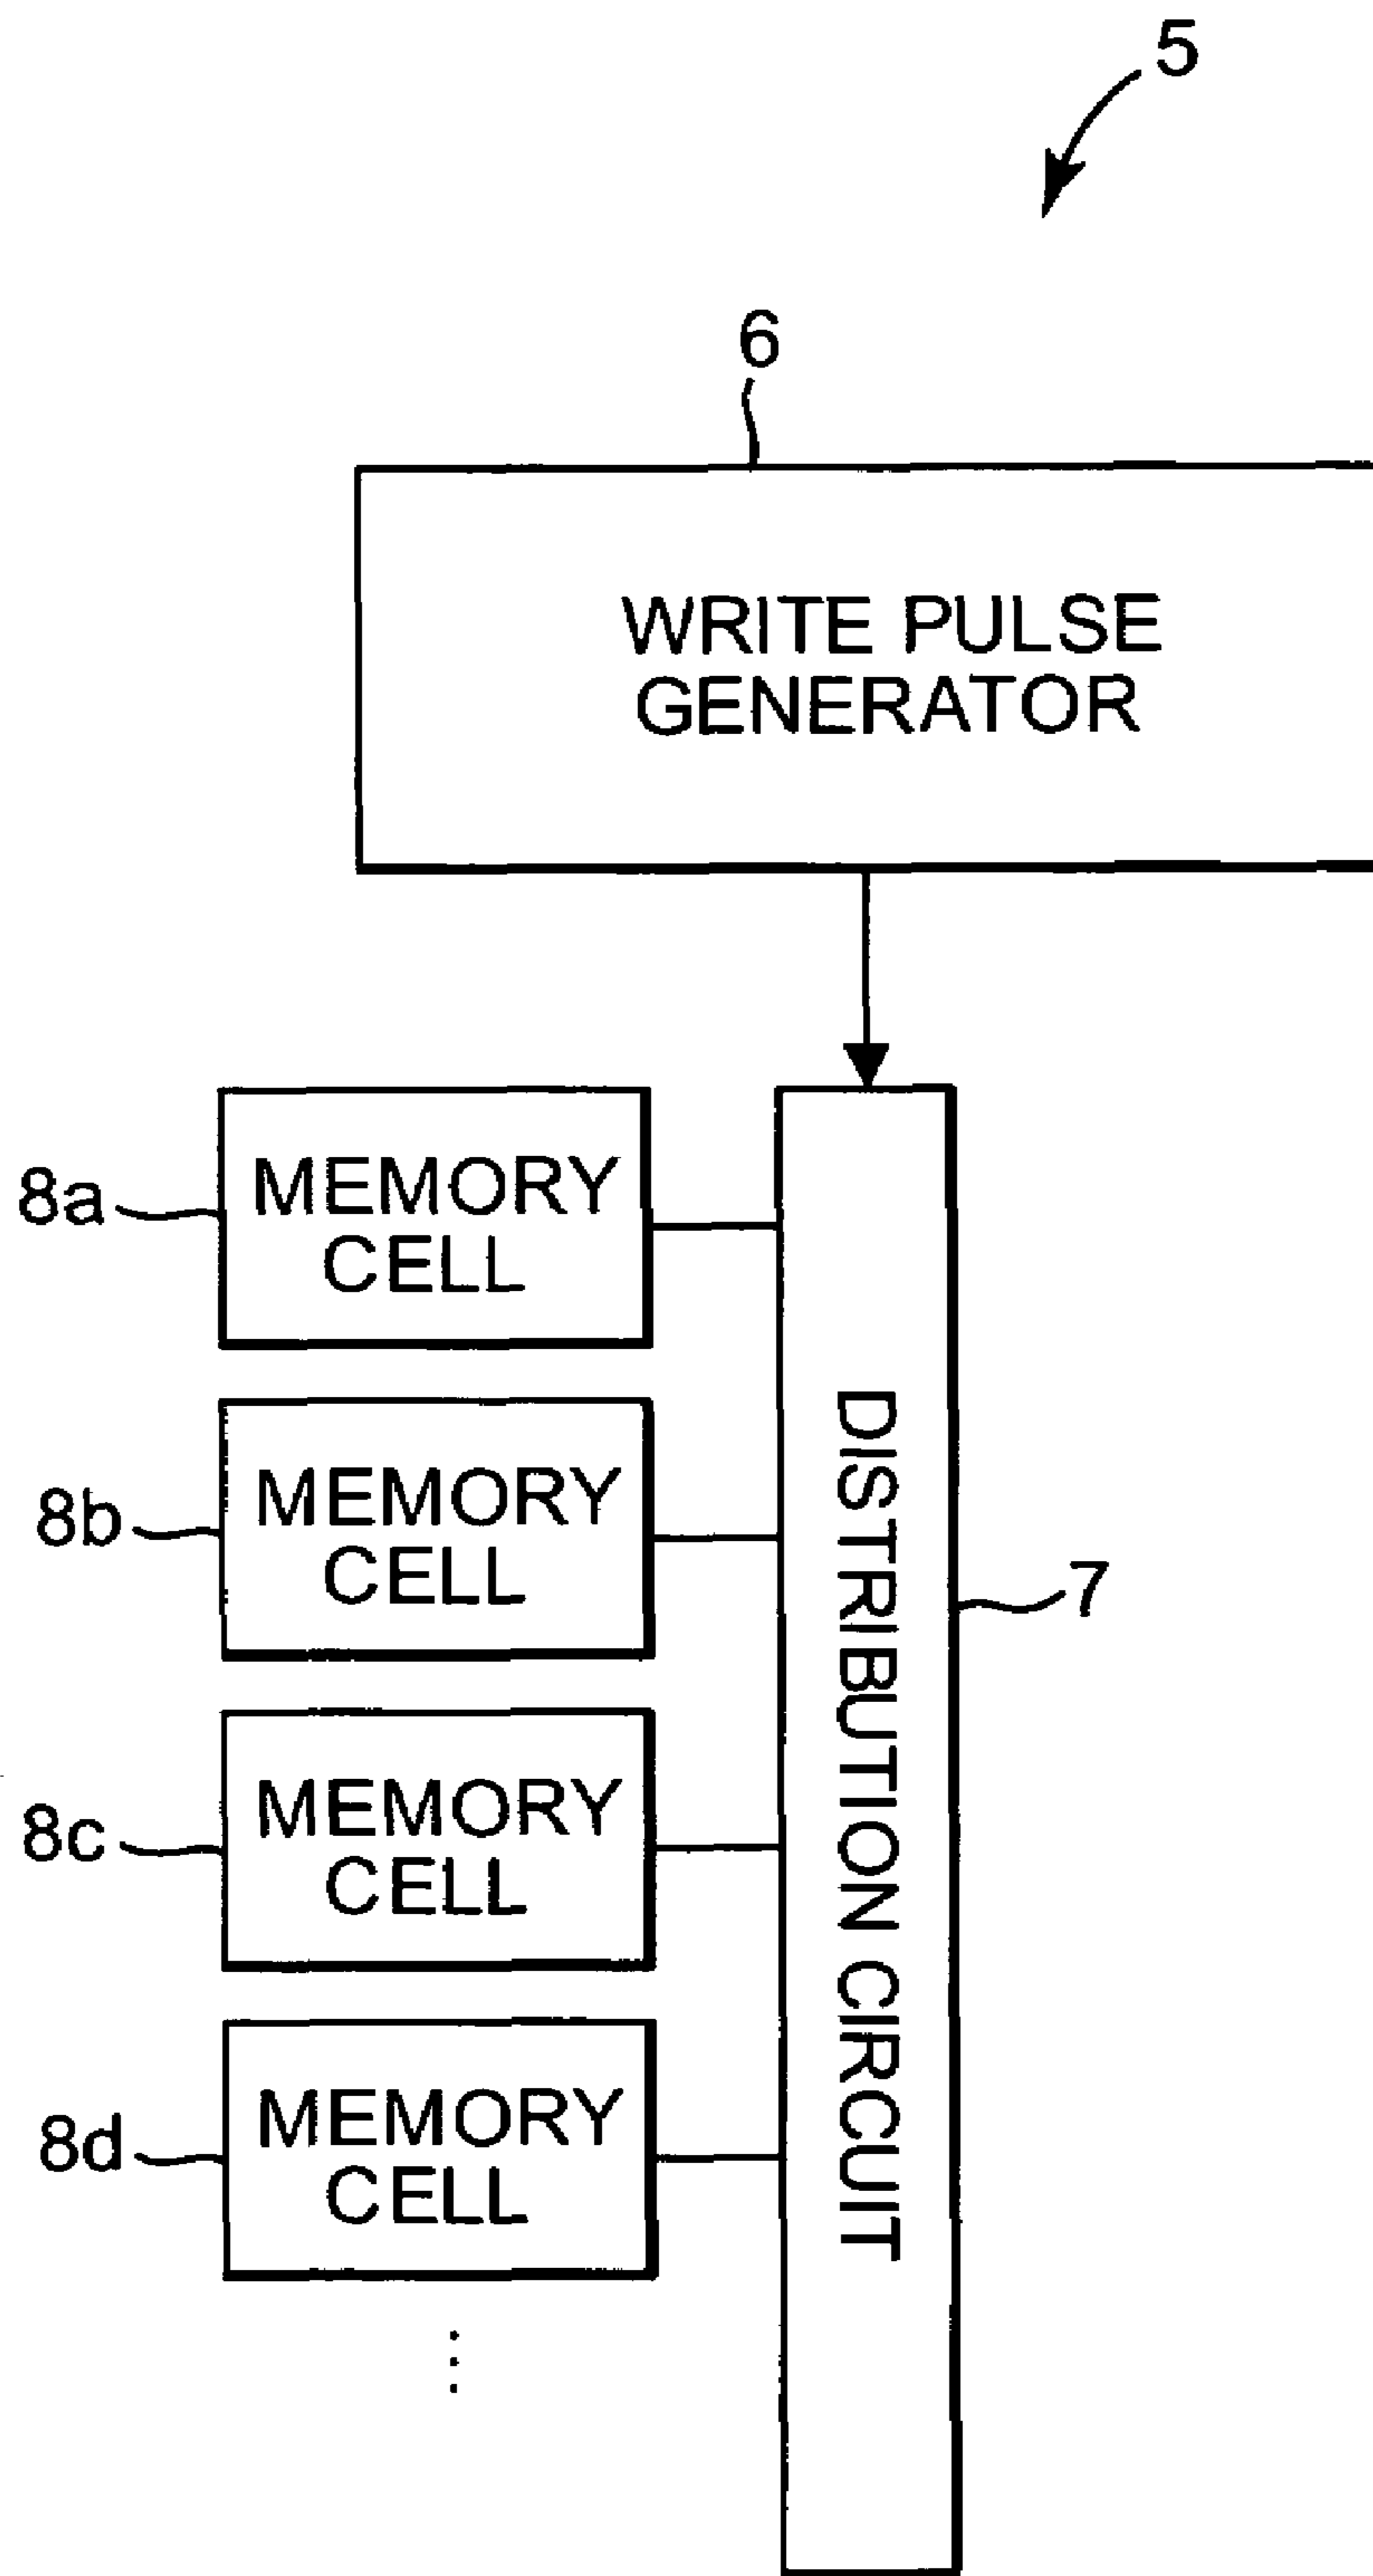 5
6
WRITE PULSE
GENERATOR
8a
MEMORY
CELL
8b
MEMORY
CELL
8c
MEMORY
CELL
8d
MEMORY
CELL
DISTRIBUTION CIRCUIT
7